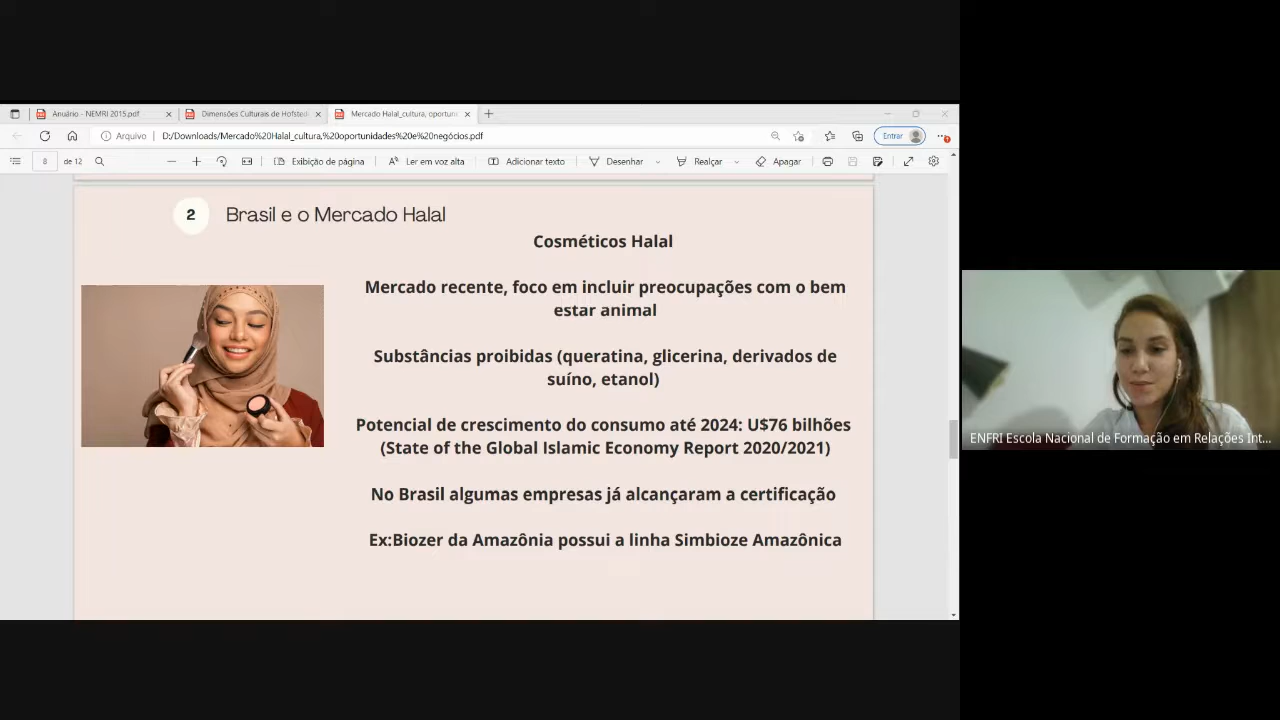 Anuário - NEMRI 2015.pdf
Dimensões Culturais de Hofsted
Mercado Halal_cultura, oportun
Arquivo
D:/Downloads/Mercado%20Halal_cultura,%20oportunidades%20e%20negócios.pdf
Entrar
8
de 12
Exibição de página
Ler em voz alta
Adicionar texto
Desenhar
Realçar
Apagar
2
Brasil e o Mercado Halal
Cosméticos Halal
Mercado recente, foco em incluir preocupações com o bem
estar animal
Substâncias proibidas (queratina, glicerina, derivados de
suíno, etanol)
Potencial de crescimento do consumo até 2024: U$76 bilhões
(State of the Global Islamic Economy Report 2020/2021)
No Brasil algumas empresas já alcançaram a certificação
Ex:Biozer da Amazônia possui a linha Simbioze Amazônica
ENFRI Escola Nacional de Formação em Relações Int...